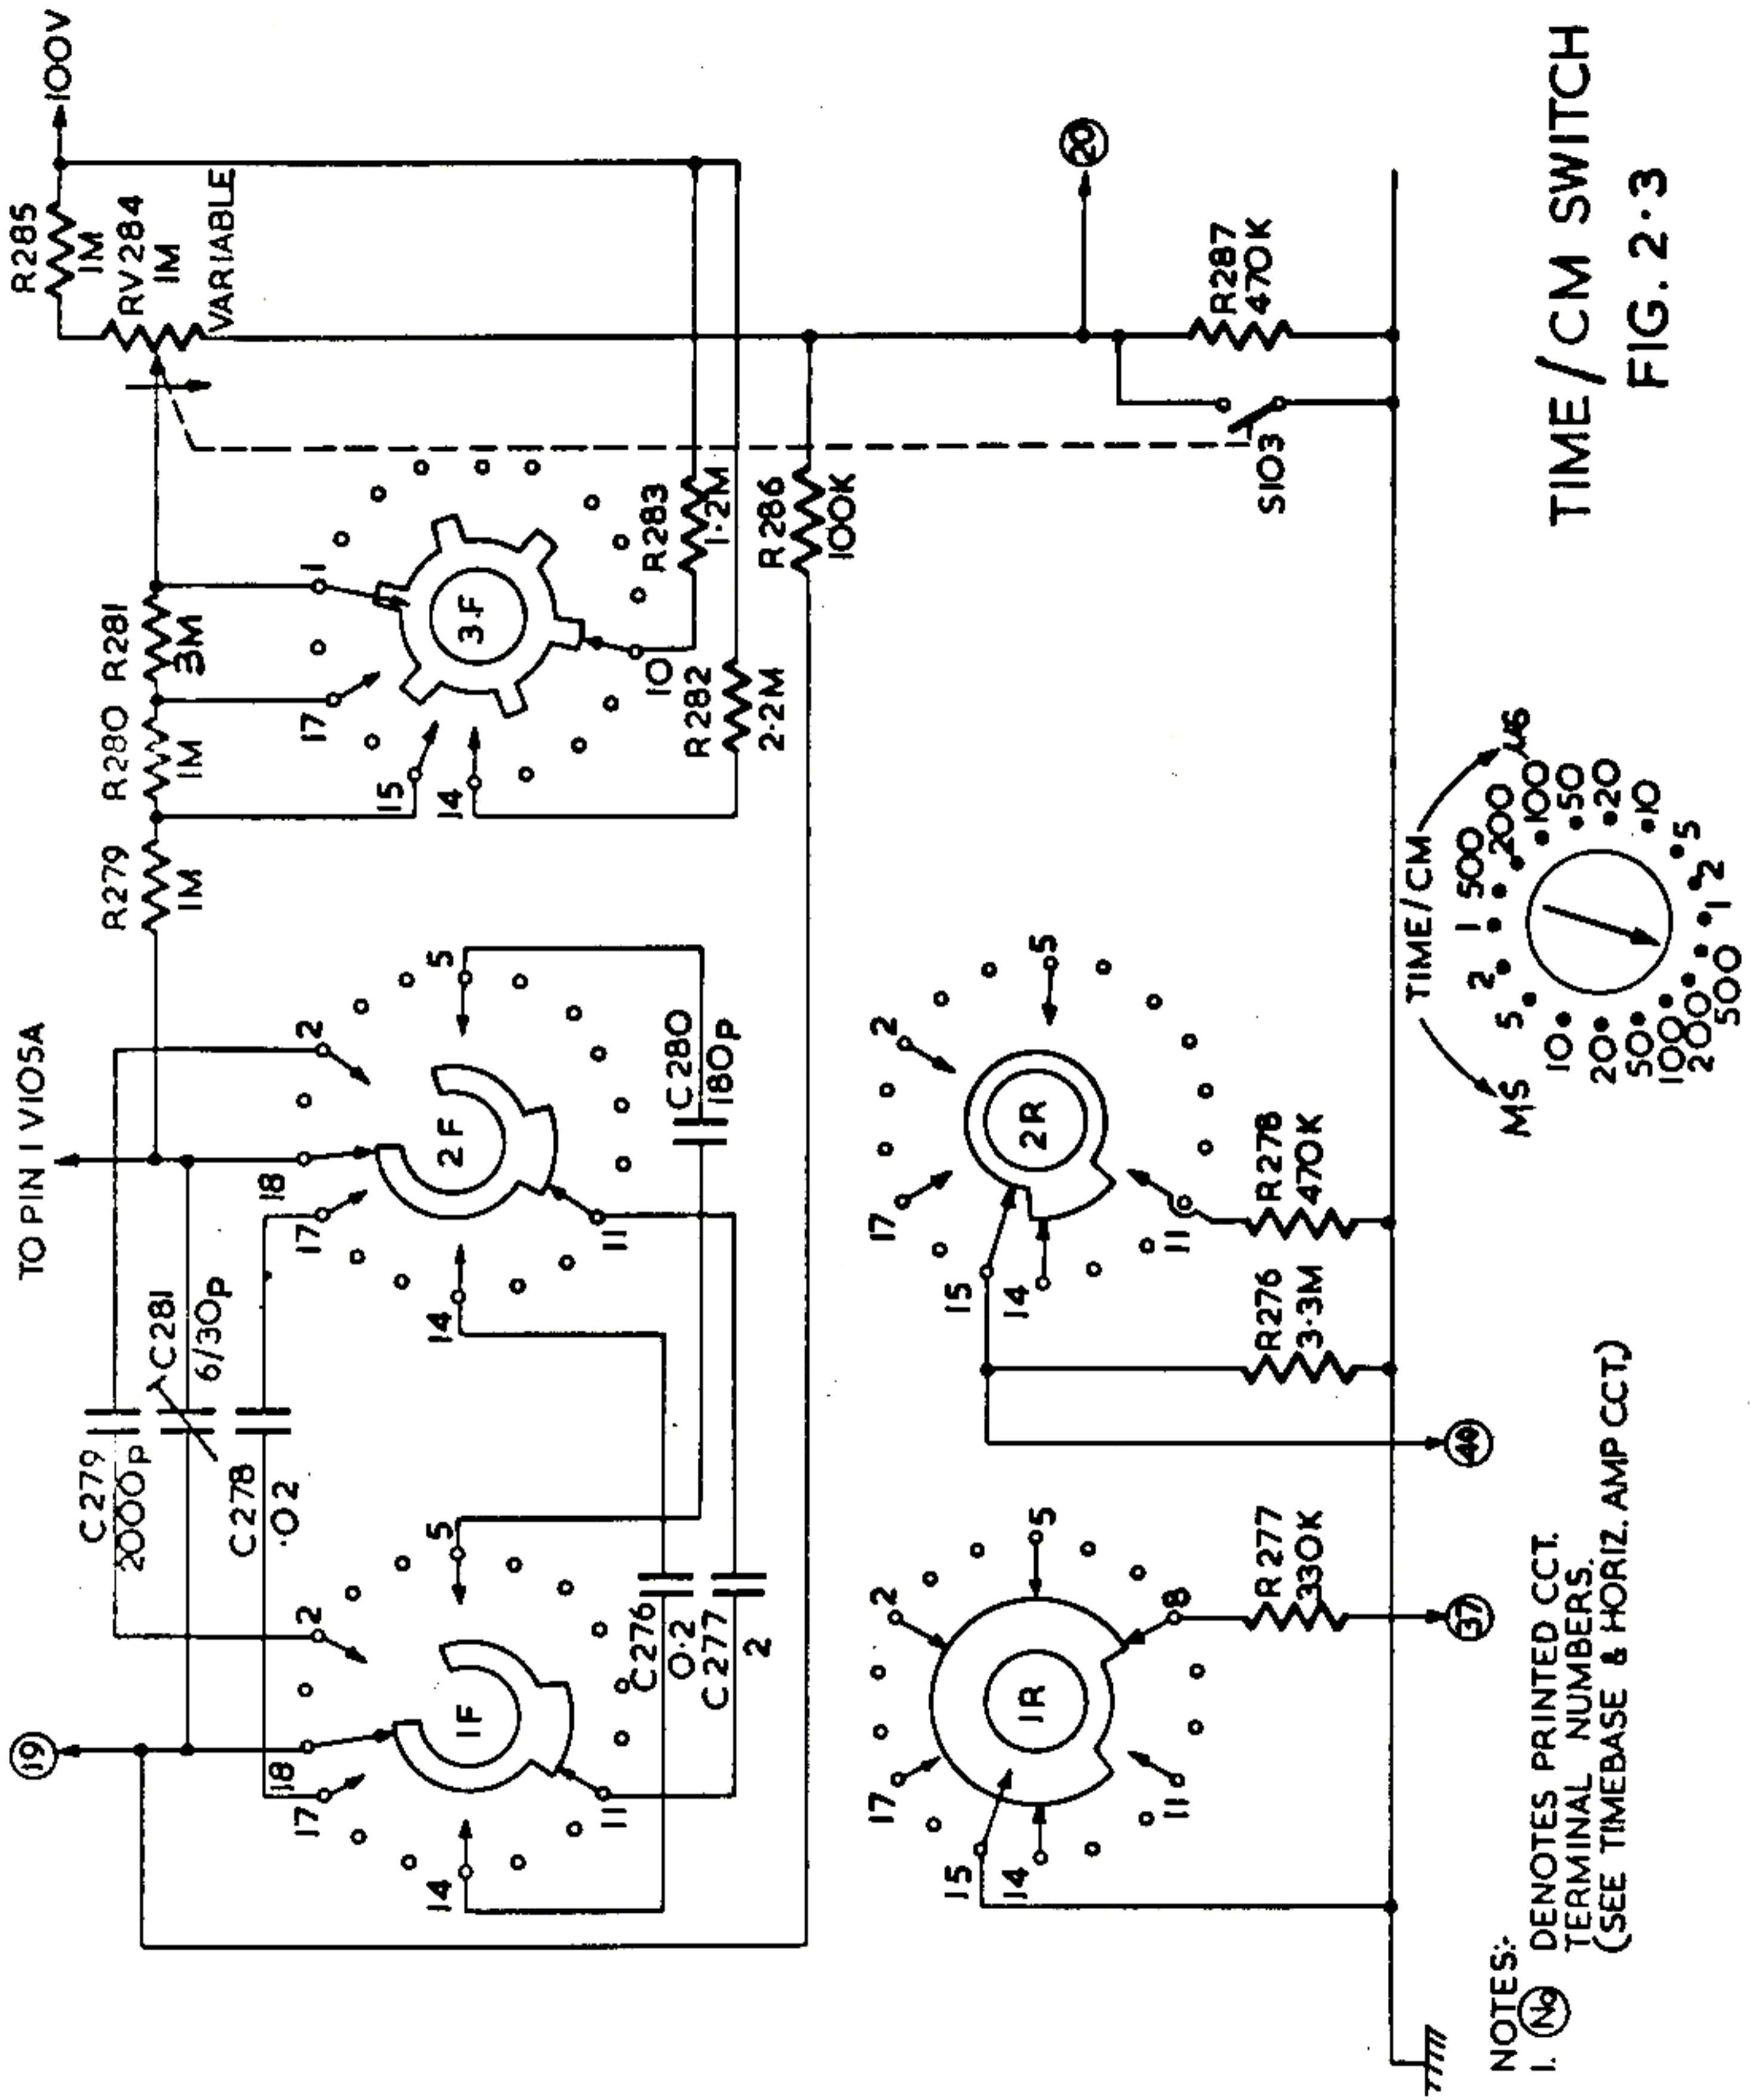 TO PIN 1 V105A
19
C279
2000p
C281
6/30p
C278
.02
R279
1M
R280
1M
R281
3M
R285
1M
RV284
1M
VARIABLE
100V
18
17
2
14
5
11
1F
18
17
2
14
5
11
2F
17
1
15
14
10
3F
C276
0.2
C277
2
C280
180p
R282
2.2M
R283
1.2M
R286
100K
20
17
2
15
14
5
11
8
1R
17
2
15
14
5
11
2R
R277
330K
37
40
R276
3.3M
R278
470K
S103
R287
470K
TIME/CM
MS
µS
5
2
1
500
200
100
50
20
10
5
2
1
500
200
100
50
20
10
NOTES:-
1. No DENOTES PRINTED CCT.
TERMINAL NUMBERS.
(SEE TIMEBASE & HORIZ. AMP CCT)
TIME/CM SWITCH
FIG. 2.3